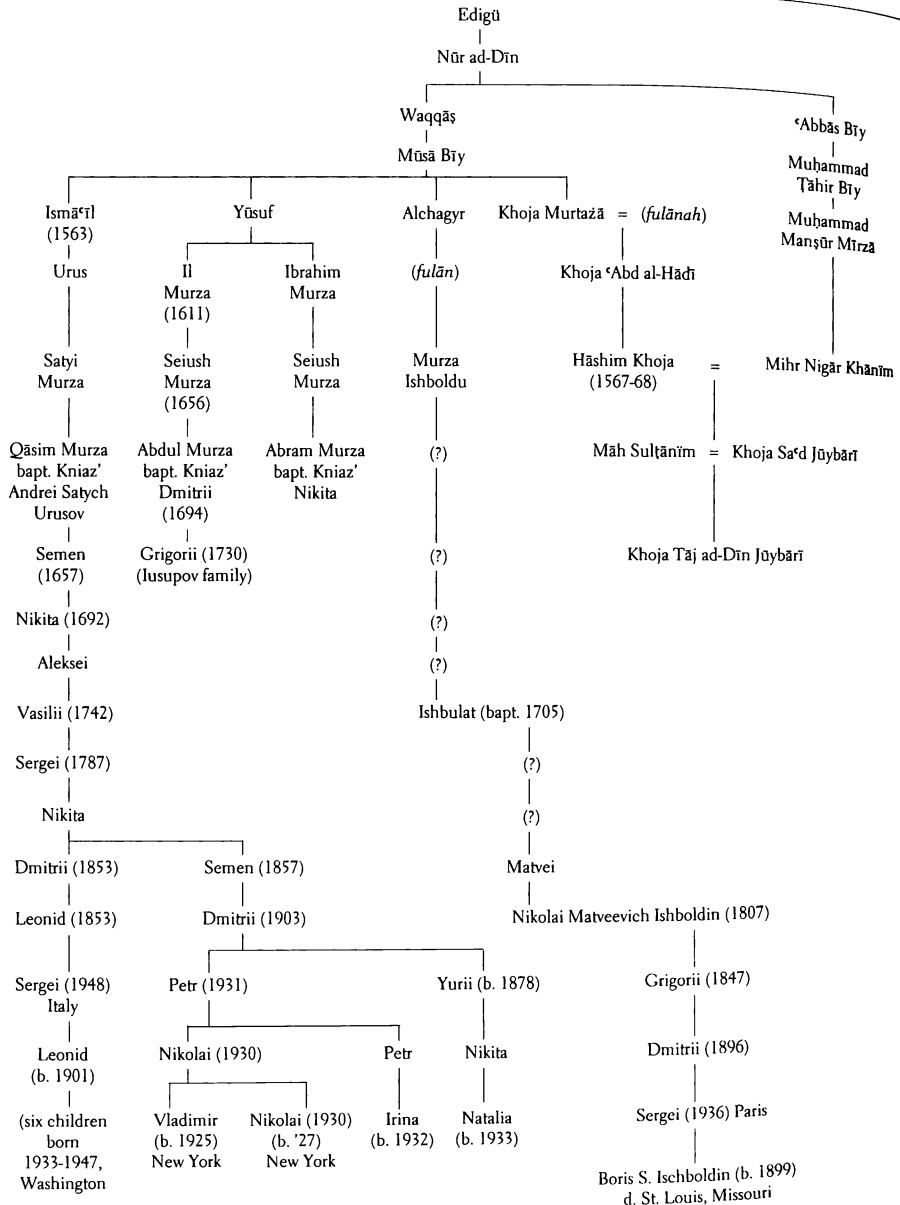 Edigü
Nūr ad-Dīn
Waqqāṣ
ʿAbbās Bīy
Mūsā Bīy
Muḥammad
Ṭāhir Bīy
Ismāʿīl
(1563)
Yūsuf
Alchagyr
Khoja Murtażā = (fulānah)
Muḥammad
Manṣūr Mīrzā
Urus
Il
Murza
(1611)
Ibrahim
Murza
(fulān)
Khoja ʿAbd al-Hādī
Satyi
Murza
Seiush
Murza
(1656)
Seiush
Murza
Murza
Ishboldu
Hāshim Khoja
(1567-68)
=
Mihr Nigār Khānīm
Qāsim Murza
bapt. Kniaz'
Andrei Satych
Urusov
Abdul Murza
bapt. Kniaz'
Dmitrii
(1694)
Abram Murza
bapt. Kniaz'
Nikita
(?)
Māh Sulṭānīm = Khoja Saʿd Jūybārī
Semen
(1657)
Grigorii (1730)
(Iusupov family)
(?)
Khoja Tāj ad-Dīn Jūybārī
Nikita (1692)
(?)
Aleksei
(?)
Vasilii (1742)
Ishbulat (bapt. 1705)
Sergei (1787)
(?)
Nikita
(?)
Dmitrii (1853)
Semen (1857)
Matvei
Leonid (1853)
Dmitrii (1903)
Nikolai Matveevich Ishboldin (1807)
Sergei (1948)
Italy
Petr (1931)
Yurii (b. 1878)
Grigorii (1847)
Leonid
(b. 1901)
Nikolai (1930)
Petr
Nikita
Dmitrii (1896)
(six children
born
1933-1947,
Washington
Vladimir
(b. 1925)
New York
Nikolai (1930)
(b. '27)
New York
Irina
(b. 1932)
Natalia
(b. 1933)
Sergei (1936) Paris
Boris S. Ischboldin (b. 1899)
d. St. Louis, Missouri